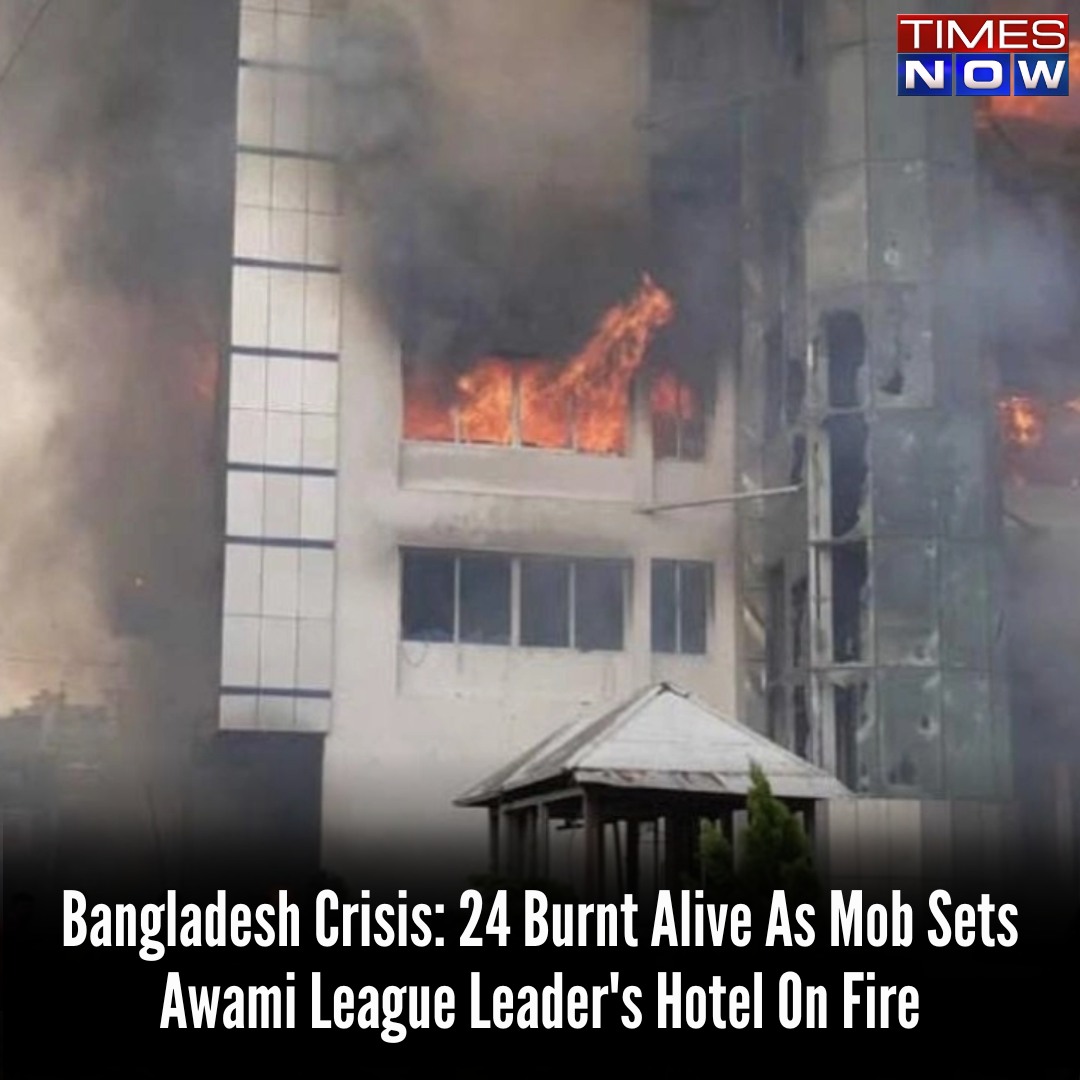 TIMES
NOW
Bangladesh Crisis: 24 Burnt Alive As Mob Sets
Awami League Leader's Hotel On Fire